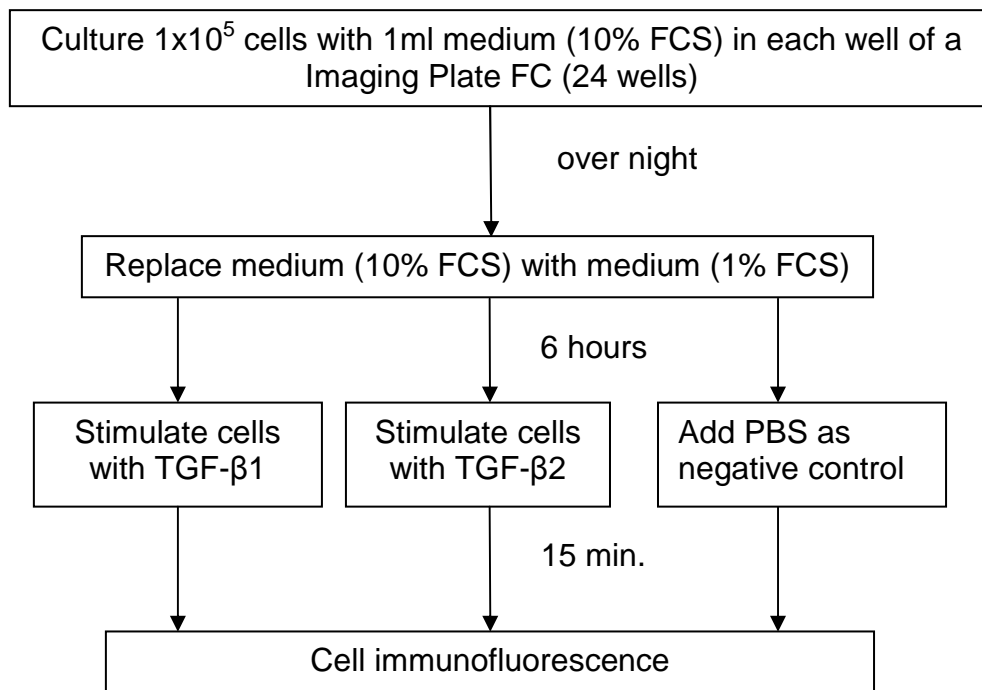 Culture 1x10⁵ cells with 1ml medium (10% FCS) in each well of a
Imaging Plate FC (24 wells)
over night
Replace medium (10% FCS) with medium (1% FCS)
6 hours
Stimulate cells
with TGF-β1
Stimulate cells
with TGF-β2
Add PBS as
negative control
15 min.
Cell immunofluorescence